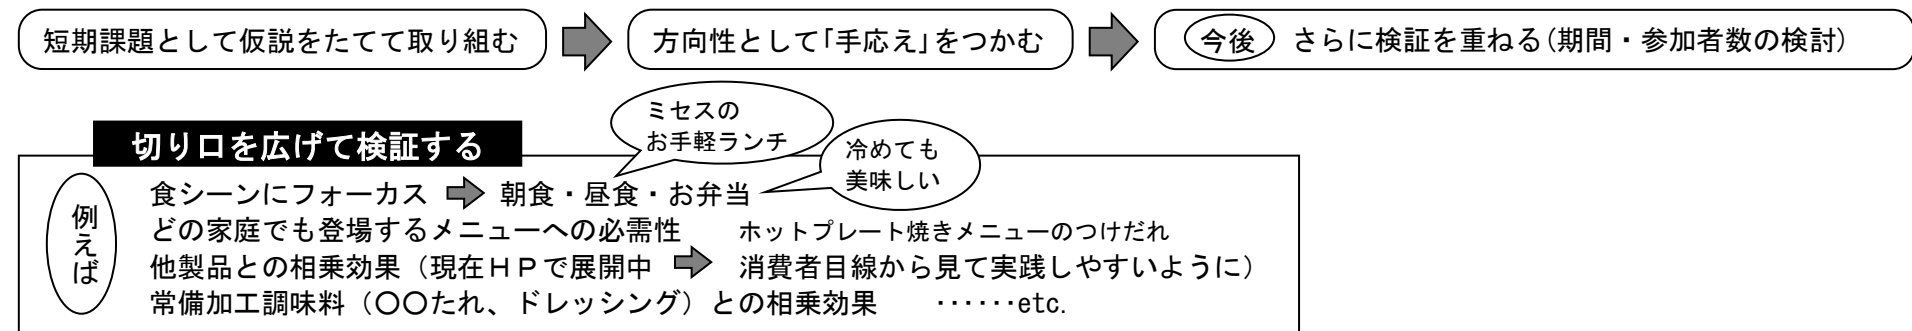 短期課題として仮説をたてて取り組む
方向性として「手応え」をつかむ
今後 さらに検証を重ねる(期間・参加者数の検討)
切り口を広げて検証する
ミセスの
お手軽ランチ
冷めても
美味しい
例えば
食シーンにフォーカス 朝食・昼食・お弁当
どの家庭でも登場するメニューへの必需性 ホットプレート焼きメニューのつけだれ
他製品との相乗効果（現在ＨＰで展開中 消費者目線から見て実践しやすいように）
常備加工調味料（〇〇たれ、ドレッシング）との相乗効果 ・・・・・・etc.